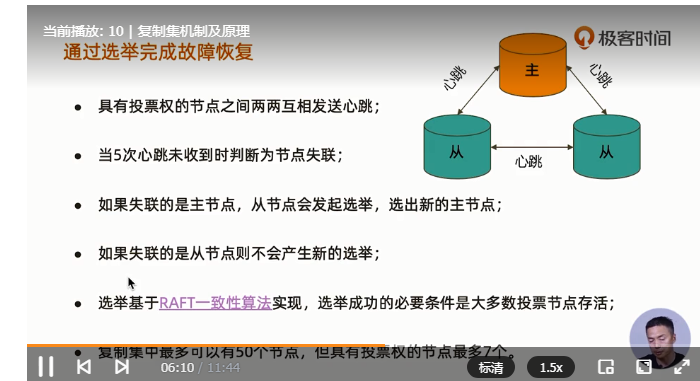 当前播放: 10 | 复制集机制及原理
极客时间
通过选举完成故障恢复
主
心跳
心跳
从
从
心跳
具有投票权的节点之间两两互相发送心跳；
当5次心跳未收到时判断为节点失联；
如果失联的是主节点，从节点会发起选举，选出新的主节点；
如果失联的是从节点则不会产生新的选举；
选举基于RAFT一致性算法实现，选举成功的必要条件是大多数投票节点存活；
复制集中最多可以有50个节点，但具有投票权的节点最多7个。
06:10 / 11:44
标清
1.5x